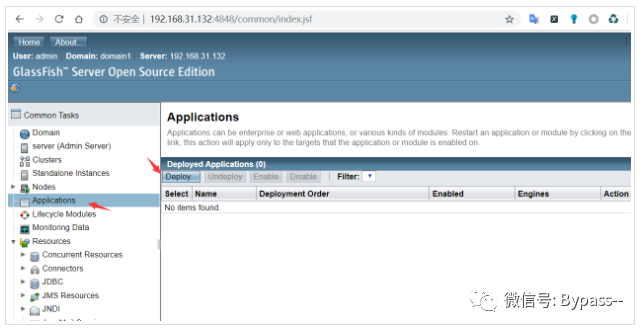 不安全 | 192.168.31.132:4848/common/index.jsf
Home About...
User: admin Domain: domain1 Server: 192.168.31.132
GlassFish™ Server Open Source Edition
Common Tasks
Domain
server (Admin Server)
Clusters
Standalone Instances
Nodes
Applications
Lifecycle Modules
Monitoring Data
Resources
Concurrent Resources
Connectors
JDBC
JMS Resources
JNDI
Applications
Applications can be enterprise or web applications, or various kinds of modules. Restart an application or module by clicking on the
link, this action will apply only to the targets that the application or module is enabled on.
Deployed Applications (0)
Deploy Undeploy Enable Disable Filter:
Select Name Deployment Order Enabled Engines Action
No items found.
微信号: Bypass--